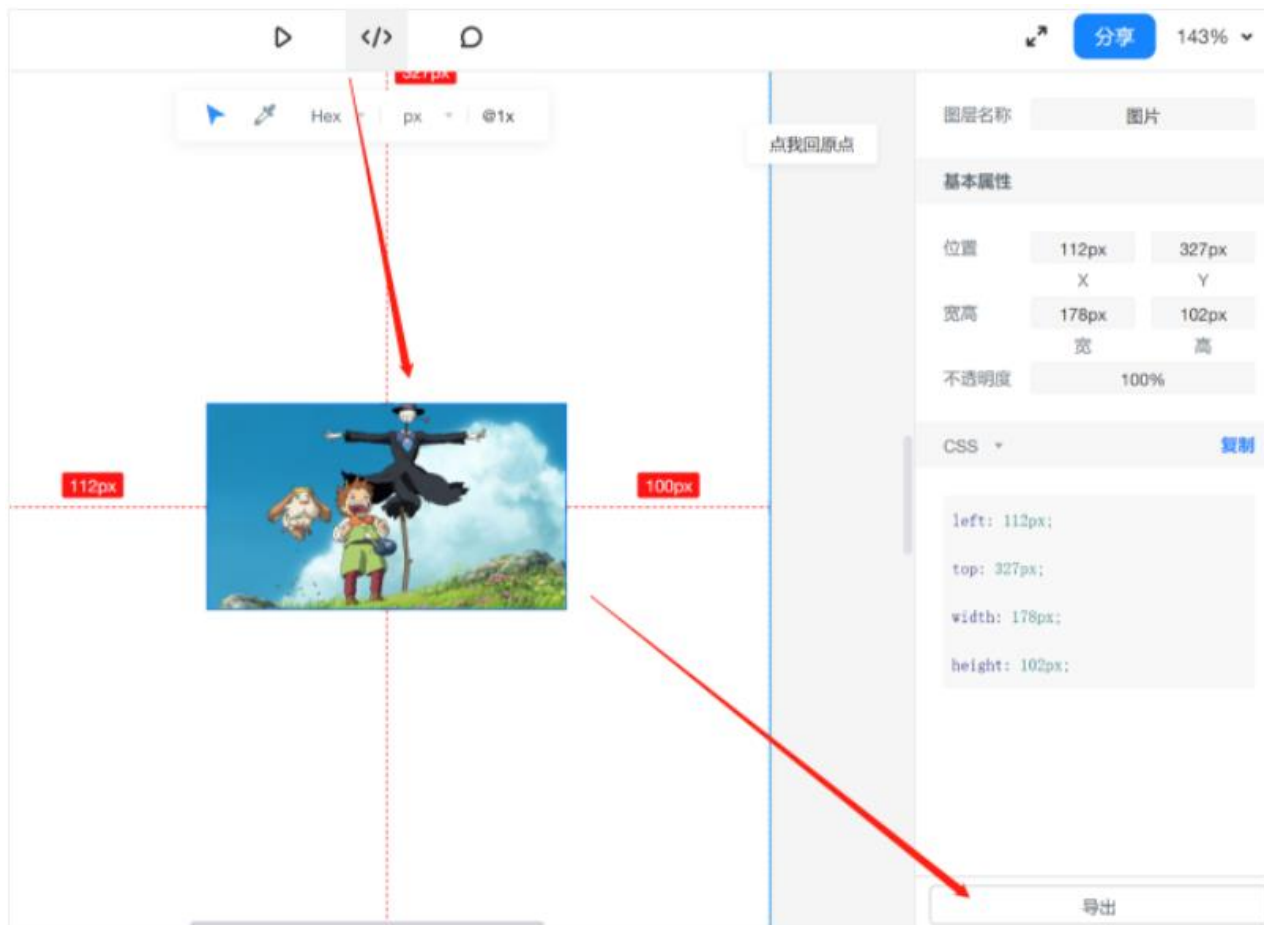 </>
分享
143%
327px
Hex
px
@1x
点我回原点
图层名称
图片
基本属性
位置
112px
327px
X
Y
宽高
178px
102px
宽
高
不透明度
100%
CSS
复制
112px
100px
left: 112px;
top: 327px;
width: 178px;
height: 102px;
导出